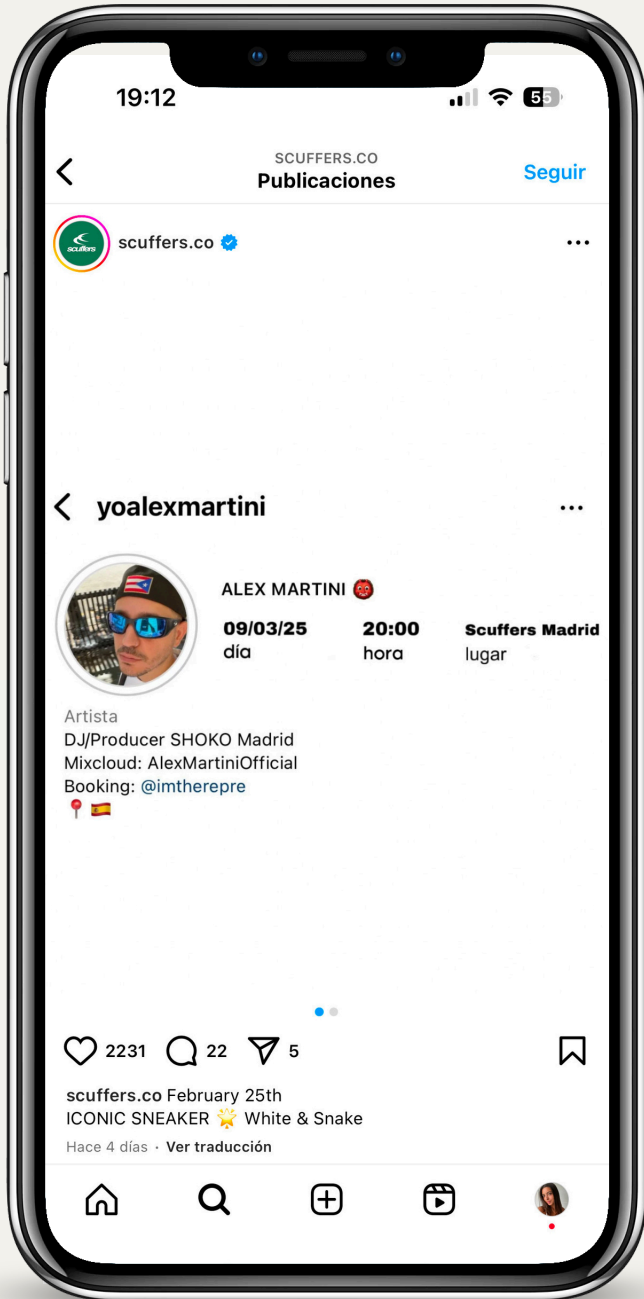 19:12
55
SCUFFERS.CO
Publicaciones
Seguir
scuffers
scuffers.co
yoalexmartini
ALEX MARTINI 👹
09/03/25
día
20:00
hora
Scuffers Madrid
lugar
Artista
DJ/Producer SHOKO Madrid
Mixcloud: AlexMartiniOfficial
Booking: @imtherepre
📍 🇪🇸
2231
22
5
scuffers.co February 25th
ICONIC SNEAKER 🌟 White & Snake
Hace 4 días · Ver traducción